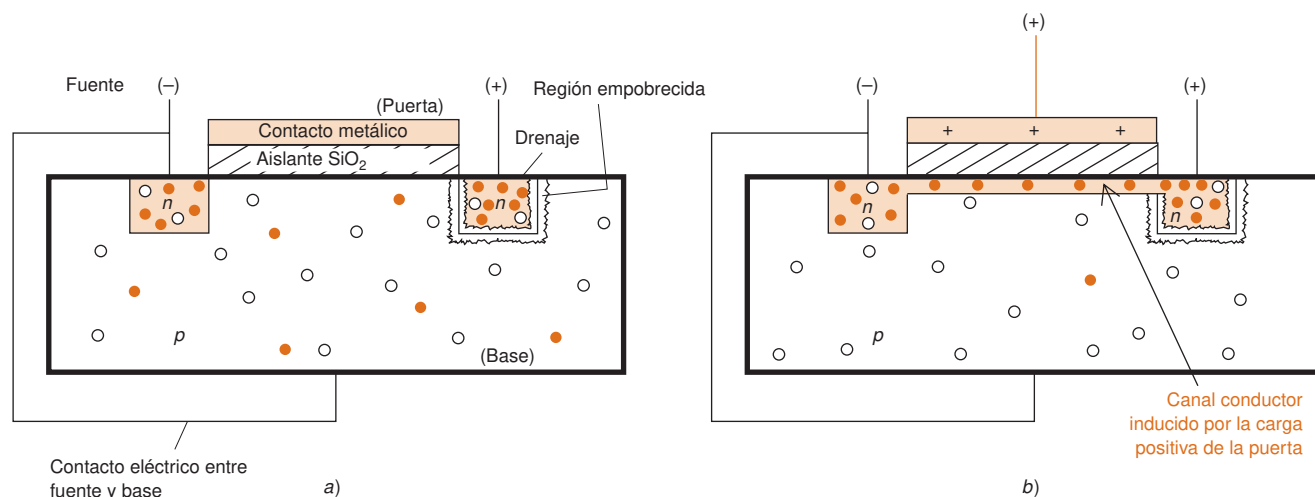 Fuente
(–)
(Puerta)
(+)
Región empobrecida
Contacto metálico
Drenaje
Aislante SiO₂
n
n
p
(Base)
Contacto eléctrico entre
fuente y base
a)
(+)
(–)
(+)
+ + +
n
n
p
Canal conductor
inducido por la carga
positiva de la puerta
b)